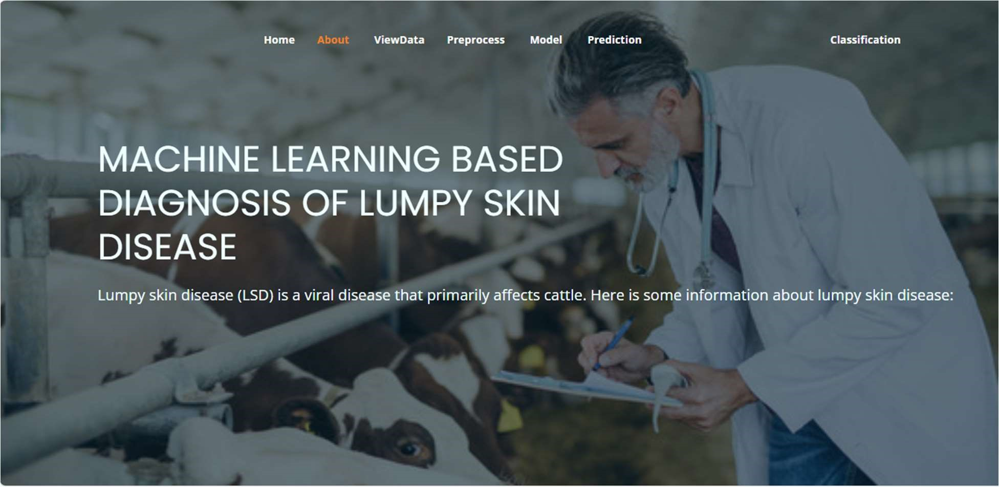 Home About ViewData Preprocess Model Prediction Classification
MACHINE LEARNING BASED
DIAGNOSIS OF LUMPY SKIN
DISEASE
Lumpy skin disease (LSD) is a viral disease that primarily affects cattle. Here is some information about lumpy skin disease: